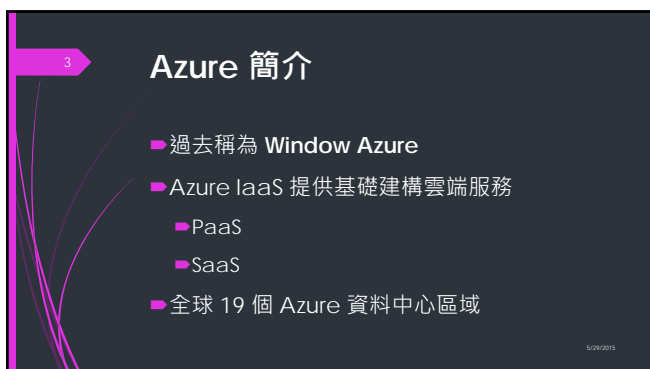 3
Azure 簡介
過去稱為 Window Azure
Azure IaaS 提供基礎建構雲端服務
PaaS
SaaS
全球 19 個 Azure 資料中心區域
5/29/2015